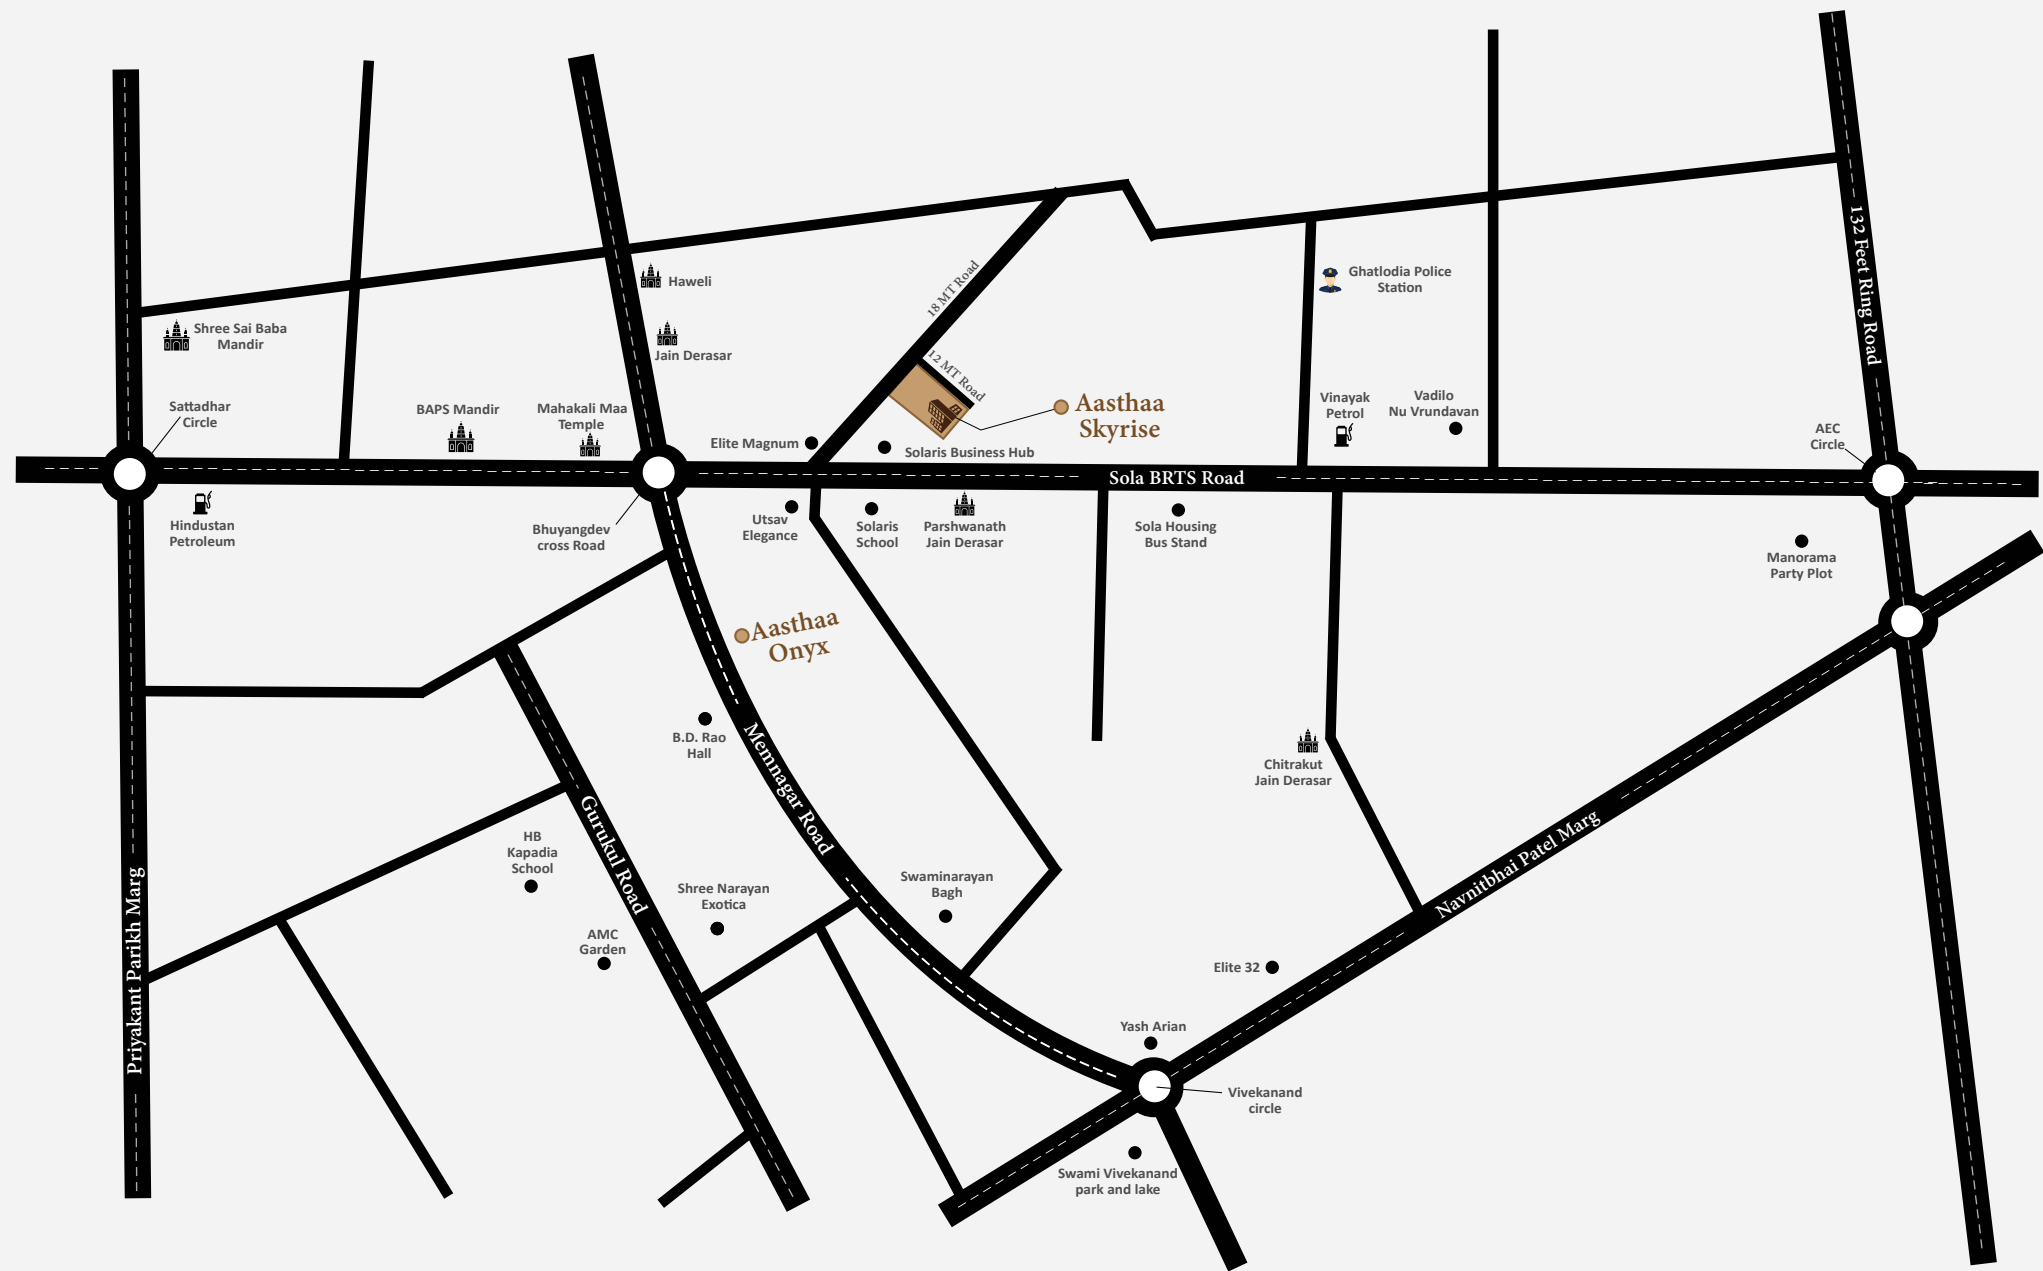 132 Feet Ring Road
18 MT Road
12 MT Road
Haweli
Ghatlodia Police
Station
Shree Sai Baba
Mandir
Jain Derasar
Sattadhar
Circle
BAPS Mandir
Mahakali Maa
Temple
Elite Magnum
Solaris Business Hub
Aasthaa
Skyrise
Vinayak
Petrol
Vadilo
Nu Vrundavan
AEC
Circle
Sola BRTS Road
Hindustan
Petroleum
Bhuyangdev
cross Road
Utsav
Elegance
Solaris
School
Parshwanath
Jain Derasar
Sola Housing
Bus Stand
Manorama
Party Plot
Aasthaa
Onyx
B.D. Rao
Hall
Memnagar Road
Chitrakut
Jain Derasar
Gurukul Road
HB
Kapadia
School
Priyakant Parikh Marg
Navnitbhai Patel Marg
Shree Narayan
Exotica
Swaminarayan
Bagh
AMC
Garden
Elite 32
Yash Arian
Vivekanand
circle
Swami Vivekanand
park and lake